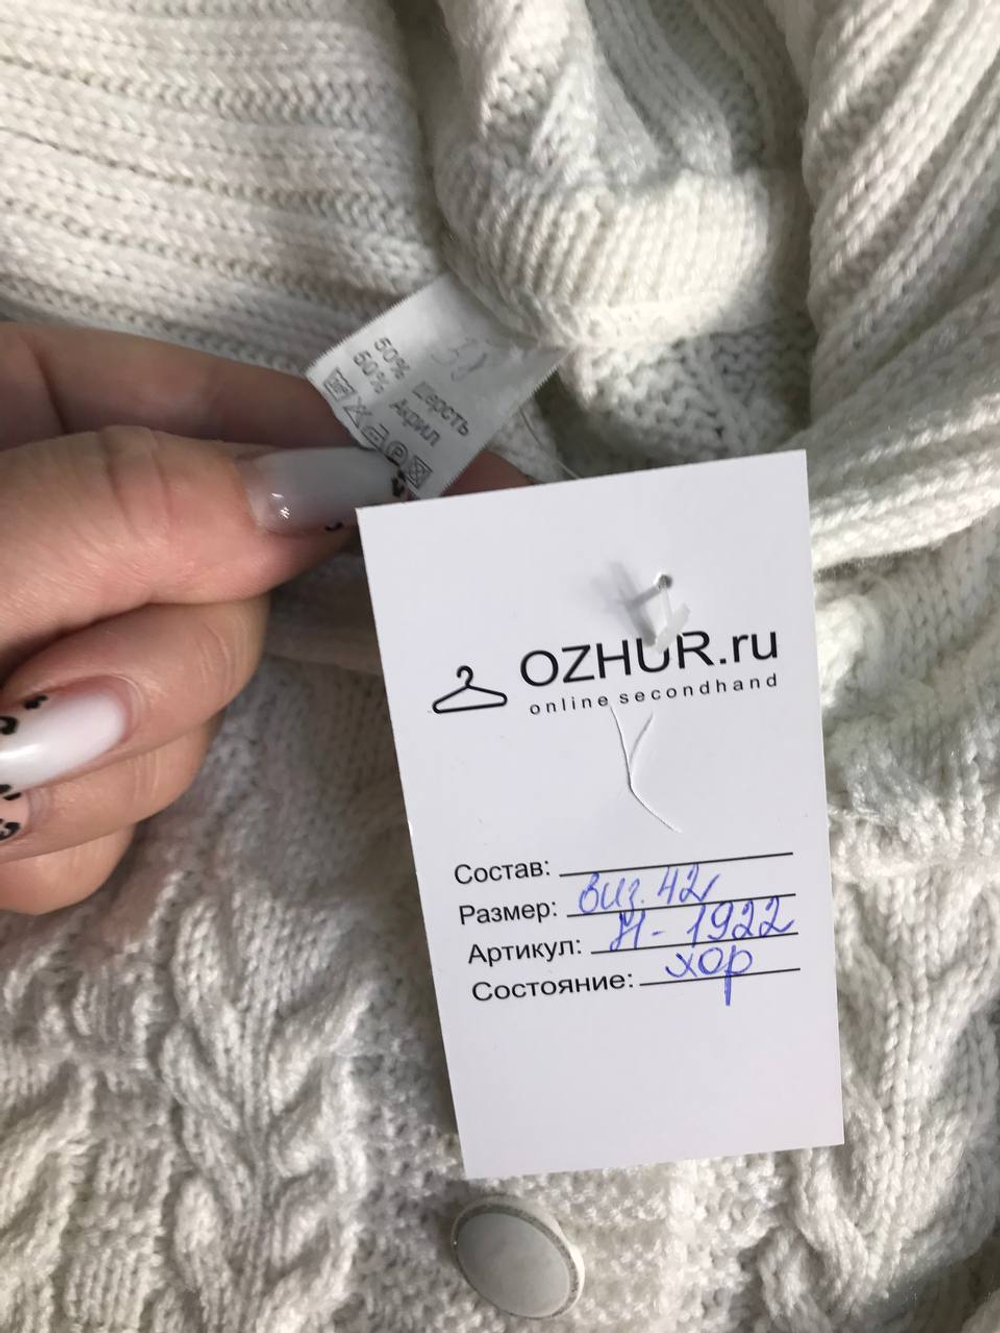 50% Шерсть
50% Акрил
OZHUR.ru
online secondhand
Состав:
Размер: виз. 42
Артикул: Н-1922
Состояние: хор